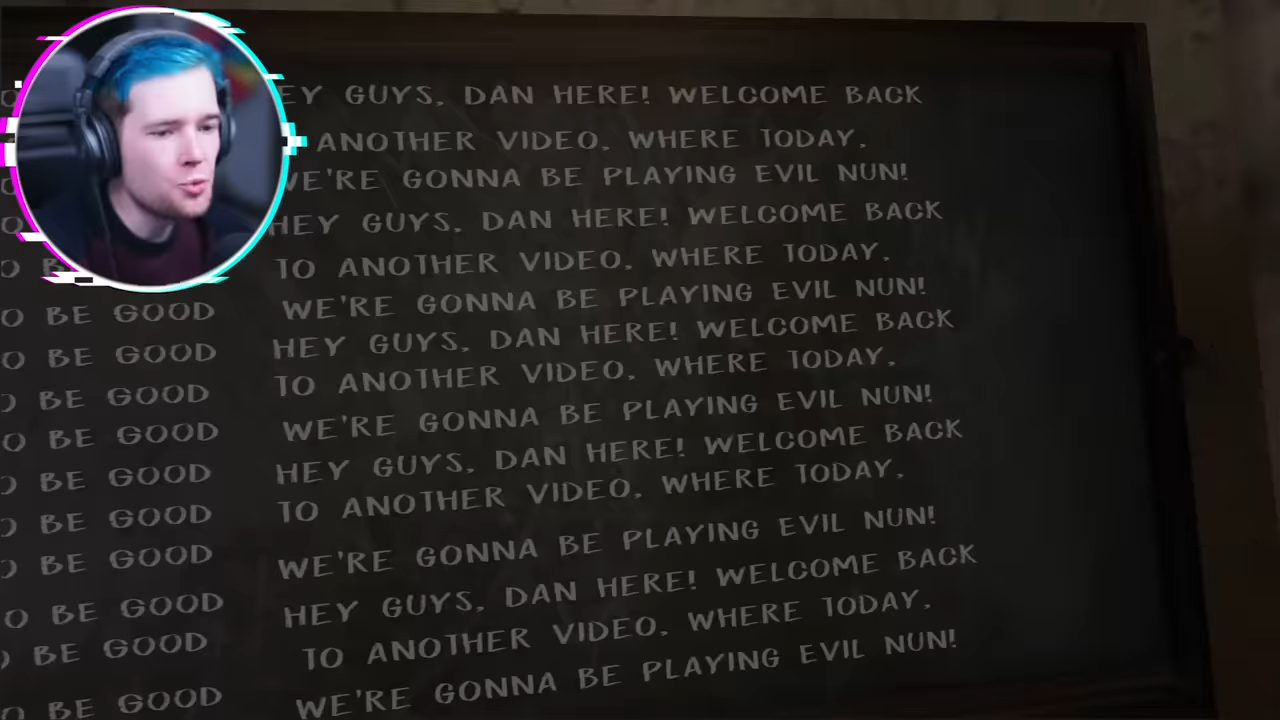 O BE GOOD
O BE GOOD
O BE GOOD
O BE GOOD
O BE GOOD
O BE GOOD
O BE GOOD
O BE GOOD
O BE GOOD
O BE GOOD
EY GUYS, DAN HERE! WELCOME BACK
ANOTHER VIDEO, WHERE TODAY,
WE'RE GONNA BE PLAYING EVIL NUN!
HEY GUYS, DAN HERE! WELCOME BACK
TO ANOTHER VIDEO, WHERE TODAY,
WE'RE GONNA BE PLAYING EVIL NUN!
HEY GUYS, DAN HERE! WELCOME BACK
TO ANOTHER VIDEO, WHERE TODAY,
WE'RE GONNA BE PLAYING EVIL NUN!
HEY GUYS, DAN HERE! WELCOME BACK
TO ANOTHER VIDEO, WHERE TODAY,
WE'RE GONNA BE PLAYING EVIL NUN!
HEY GUYS, DAN HERE! WELCOME BACK
TO ANOTHER VIDEO, WHERE TODAY,
WE'RE GONNA BE PLAYING EVIL NUN!